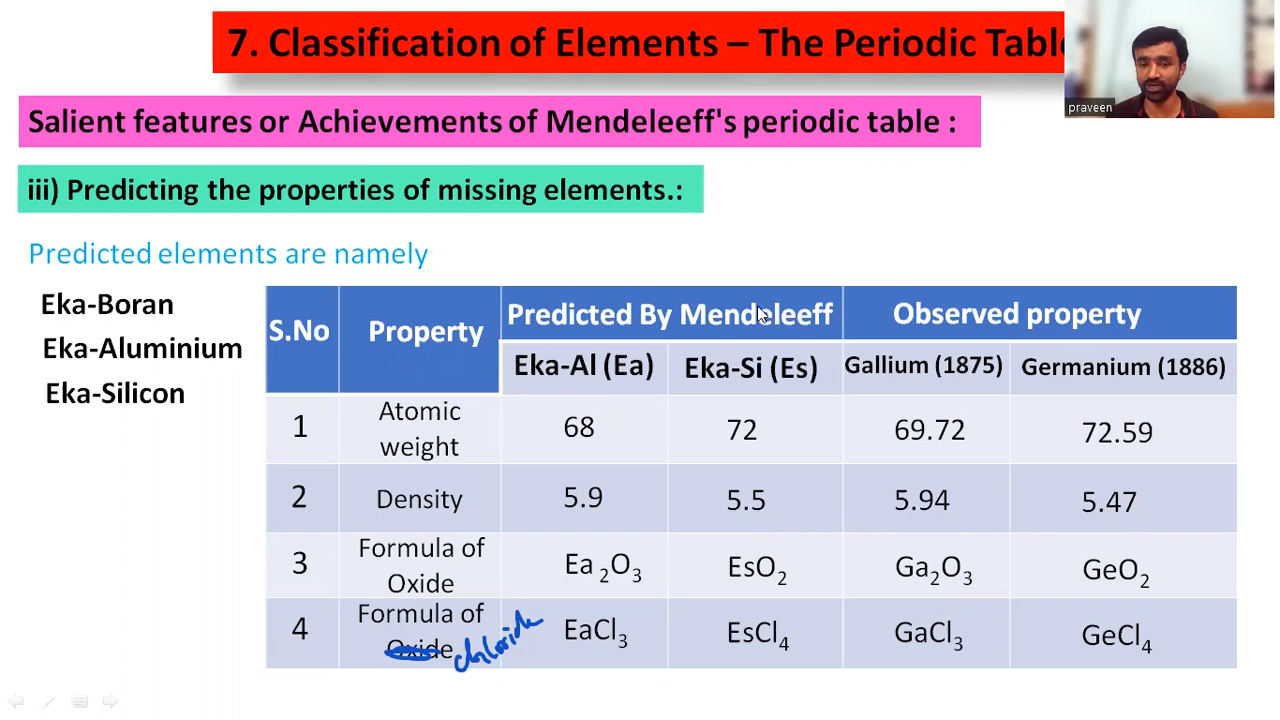 7. Classification of Elements – The Periodic Table
praveen
Salient features or Achievements of Mendeleeff's periodic table :
iii) Predicting the properties of missing elements.:
Predicted elements are namely
Eka-Boran
Eka-Aluminium
Eka-Silicon
S.No Property Predicted By Mendeleeff Observed property
Eka-Al (Ea) Eka-Si (Es) Gallium (1875) Germanium (1886)
1 Atomic weight 68 72 69.72 72.59
2 Density 5.9 5.5 5.94 5.47
3 Formula of Oxide Ea₂O₃ EsO₂ Ga₂O₃ GeO₂
4 Formula of Oxide chloride EaCl₃ EsCl₄ GaCl₃ GeCl₄